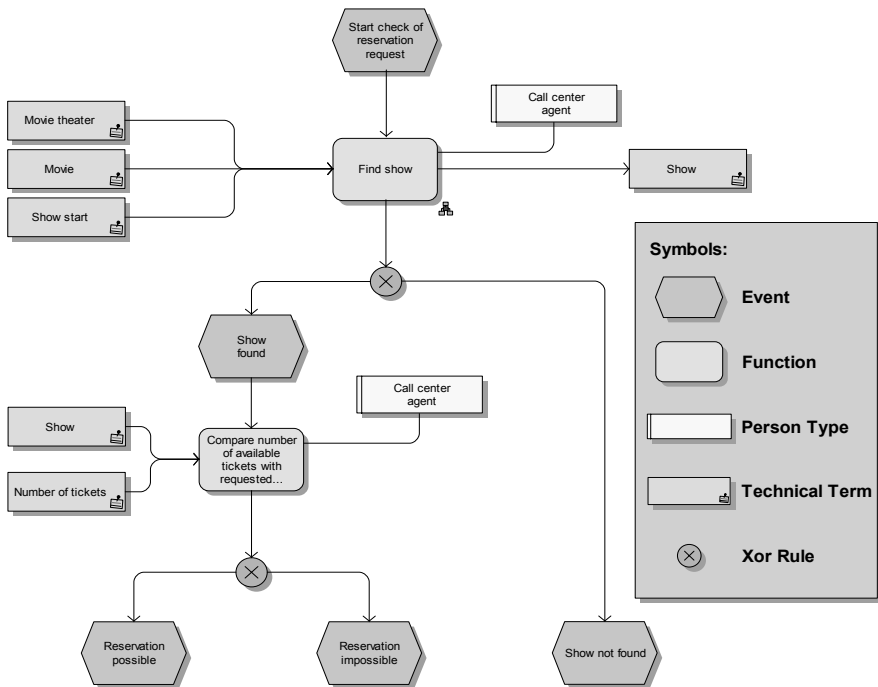 Start check of
reservation
request
Call center
agent
Movie theater
Movie
Show start
Find show
Show
Show
found
Call center
agent
Show
Number of tickets
Compare number
of available
tickets with
requested...
Reservation
possible
Reservation
impossible
Show not found
Symbols:
Event
Function
Person Type
Technical Term
Xor Rule